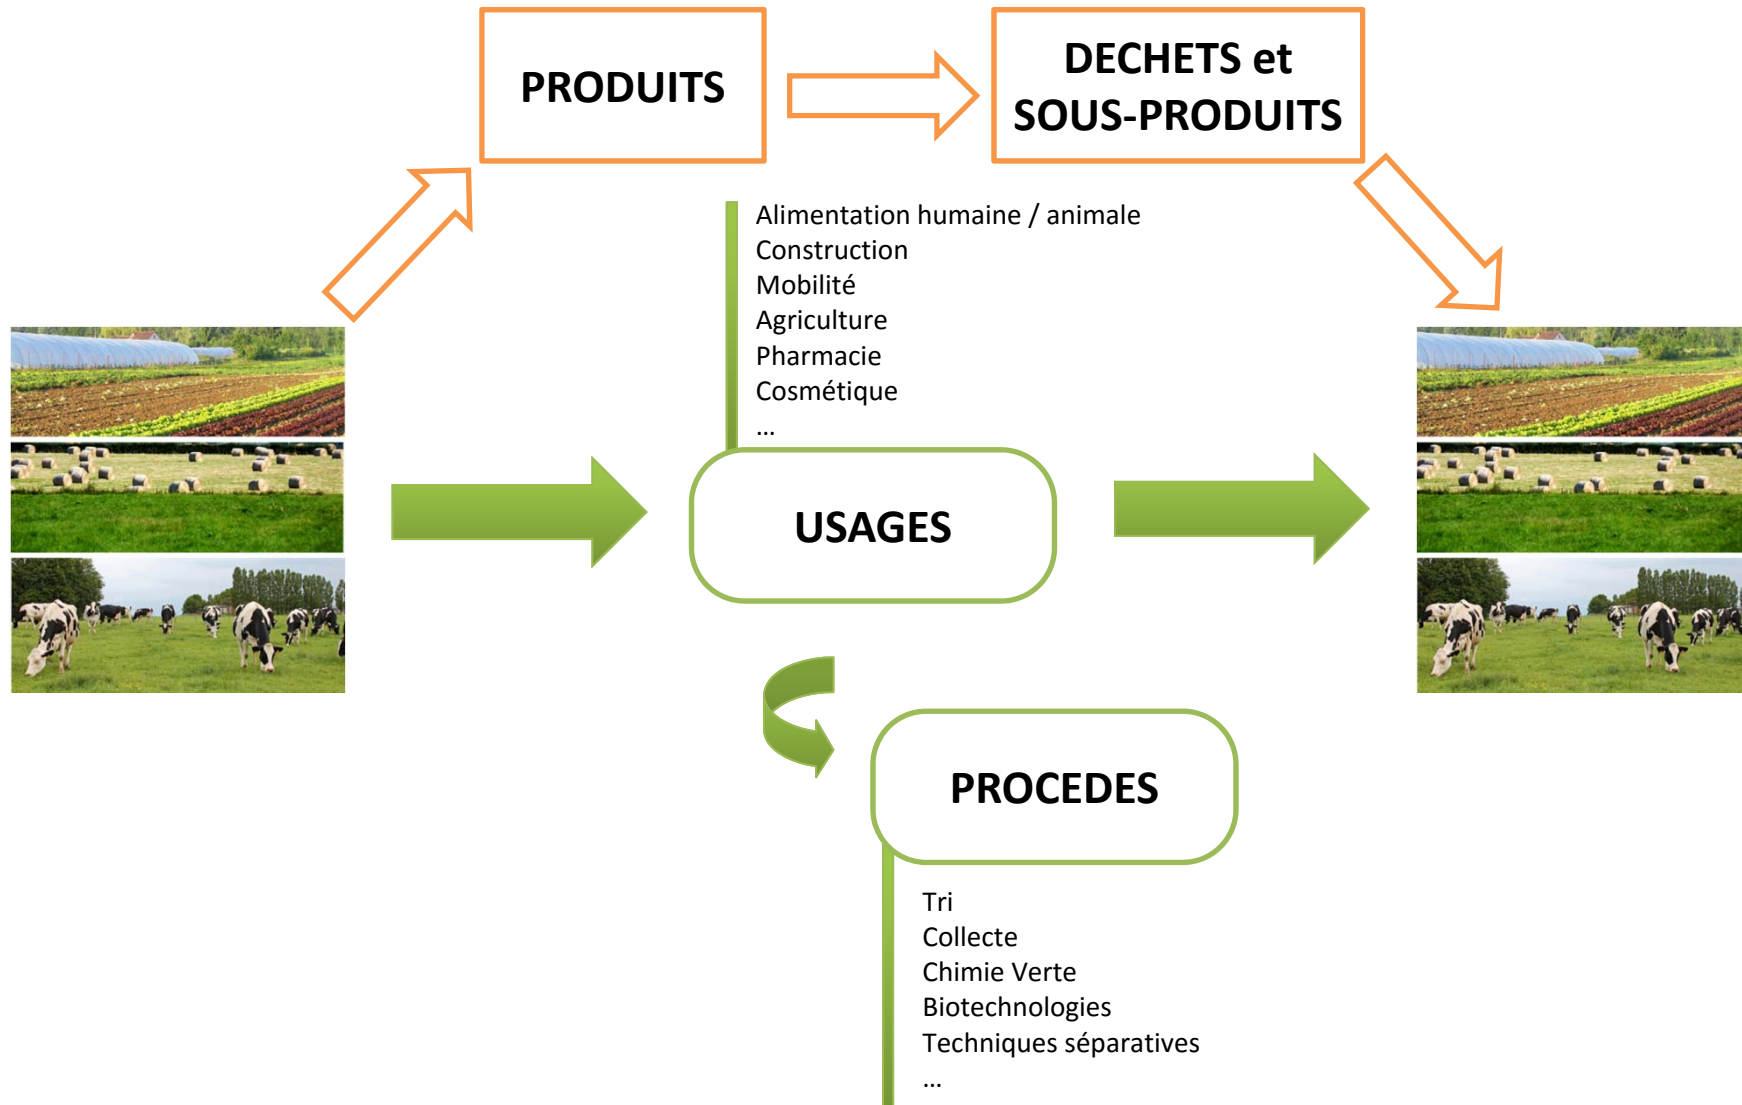 PRODUITS
DECHETS et
SOUS-PRODUITS
Alimentation humaine / animale
Construction
Mobilité
Agriculture
Pharmacie
Cosmétique
...
USAGES
PROCEDES
Tri
Collecte
Chimie Verte
Biotechnologies
Techniques séparatives
...